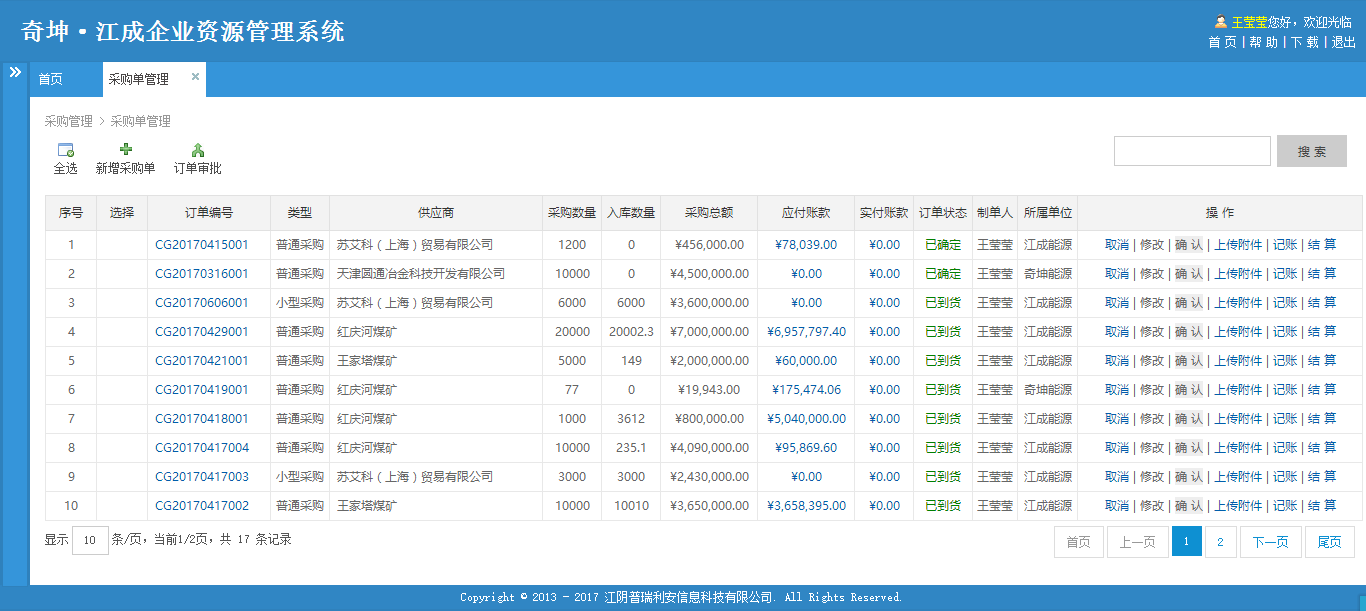 奇坤·江成企业资源管理系统
王莹莹您好，欢迎光临
首 页 | 帮 助 | 下 载 | 退出
首页 采购单管理 ×
采购管理 > 采购单管理
全选 新增采购单 订单审批 搜 索
序号 选择 订单编号 类型 供应商 采购数量 入库数量 采购总额 应付账款 实付账款 订单状态 制单人 所属单位 操 作
1 CG20170415001 普通采购 苏艾科（上海）贸易有限公司 1200 0 ¥456,000.00 ¥78,039.00 ¥0.00 已确定 王莹莹 江成能源 取消 | 修改 | 确 认 | 上传附件 | 记账 | 结 算
2 CG20170316001 普通采购 天津圆通冶金科技开发有限公司 10000 0 ¥4,500,000.00 ¥0.00 ¥0.00 已确定 王莹莹 奇坤能源 取消 | 修改 | 确 认 | 上传附件 | 记账 | 结 算
3 CG20170606001 小型采购 苏艾科（上海）贸易有限公司 6000 6000 ¥3,600,000.00 ¥0.00 ¥0.00 已到货 王莹莹 江成能源 取消 | 修改 | 确 认 | 上传附件 | 记账 | 结 算
4 CG20170429001 普通采购 红庆河煤矿 20000 20002.3 ¥7,000,000.00 ¥6,957,797.40 ¥0.00 已到货 王莹莹 江成能源 取消 | 修改 | 确 认 | 上传附件 | 记账 | 结 算
5 CG20170421001 普通采购 王家塔煤矿 5000 149 ¥2,000,000.00 ¥60,000.00 ¥0.00 已到货 王莹莹 江成能源 取消 | 修改 | 确 认 | 上传附件 | 记账 | 结 算
6 CG20170419001 普通采购 红庆河煤矿 77 0 ¥19,943.00 ¥175,474.06 ¥0.00 已到货 王莹莹 奇坤能源 取消 | 修改 | 确 认 | 上传附件 | 记账 | 结 算
7 CG20170418001 普通采购 红庆河煤矿 1000 3612 ¥800,000.00 ¥5,040,000.00 ¥0.00 已到货 王莹莹 江成能源 取消 | 修改 | 确 认 | 上传附件 | 记账 | 结 算
8 CG20170417004 普通采购 红庆河煤矿 10000 235.1 ¥4,090,000.00 ¥95,869.60 ¥0.00 已到货 王莹莹 江成能源 取消 | 修改 | 确 认 | 上传附件 | 记账 | 结 算
9 CG20170417003 小型采购 苏艾科（上海）贸易有限公司 3000 3000 ¥2,430,000.00 ¥0.00 ¥0.00 已到货 王莹莹 江成能源 取消 | 修改 | 确 认 | 上传附件 | 记账 | 结 算
10 CG20170417002 普通采购 王家塔煤矿 10000 10010 ¥3,650,000.00 ¥3,658,395.00 ¥0.00 已到货 王莹莹 江成能源 取消 | 修改 | 确 认 | 上传附件 | 记账 | 结 算
显示 10 条/页，当前1/2页，共 17 条记录 首页 上一页 1 2 下一页 尾页
Copyright © 2013 - 2017 江阴普瑞利安信息科技有限公司. All Rights Reserved.